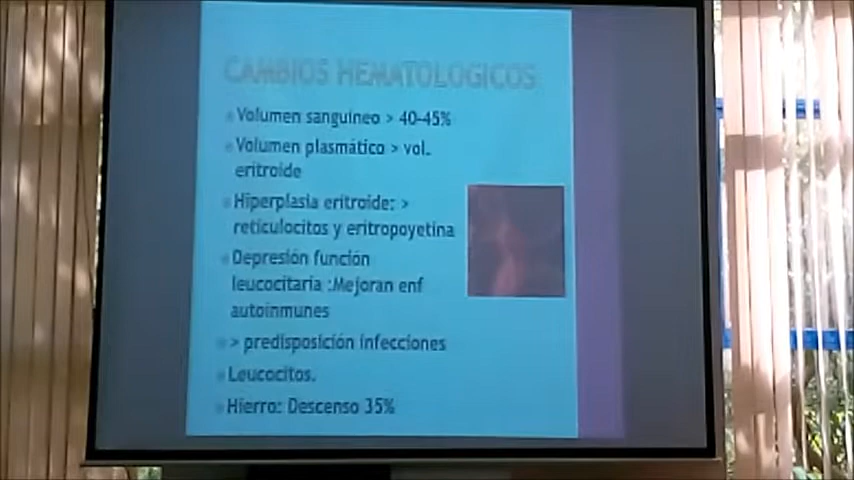 CAMBIOS HEMATOLOGICOS
Volumen sanguineo > 40-45%
Volumen plasmático > vol.
eritroide
Hiperplasia eritroide: >
reticulocitos y eritropoyetina
Depresión función
leucocitaria :Mejoran enf
autoinmunes
> predisposición infecciones
Leucocitos.
Hierro: Descenso 35%